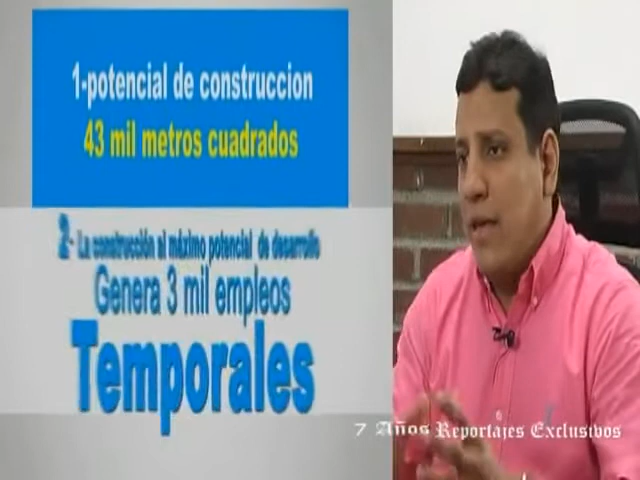 1-potencial de construccion
43 mil metros cuadrados
2- La construcción al máximo potencial de desarrollo
Genera 3 mil empleos
Temporales
7 Años Reportajes Exclusivos